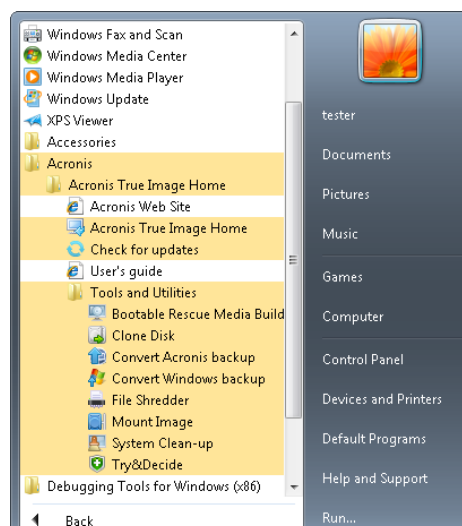 Windows Fax and Scan
Windows Media Center
Windows Media Player
Windows Update
XPS Viewer
Accessories
Acronis
Acronis True Image Home
Acronis Web Site
Acronis True Image Home
Check for updates
User's guide
Tools and Utilities
Bootable Rescue Media Build
Clone Disk
Convert Acronis backup
Convert Windows backup
File Shredder
Mount Image
System Clean-up
Try&Decide
Debugging Tools for Windows (x86)
Back
tester
Documents
Pictures
Music
Games
Computer
Control Panel
Devices and Printers
Default Programs
Help and Support
Run...